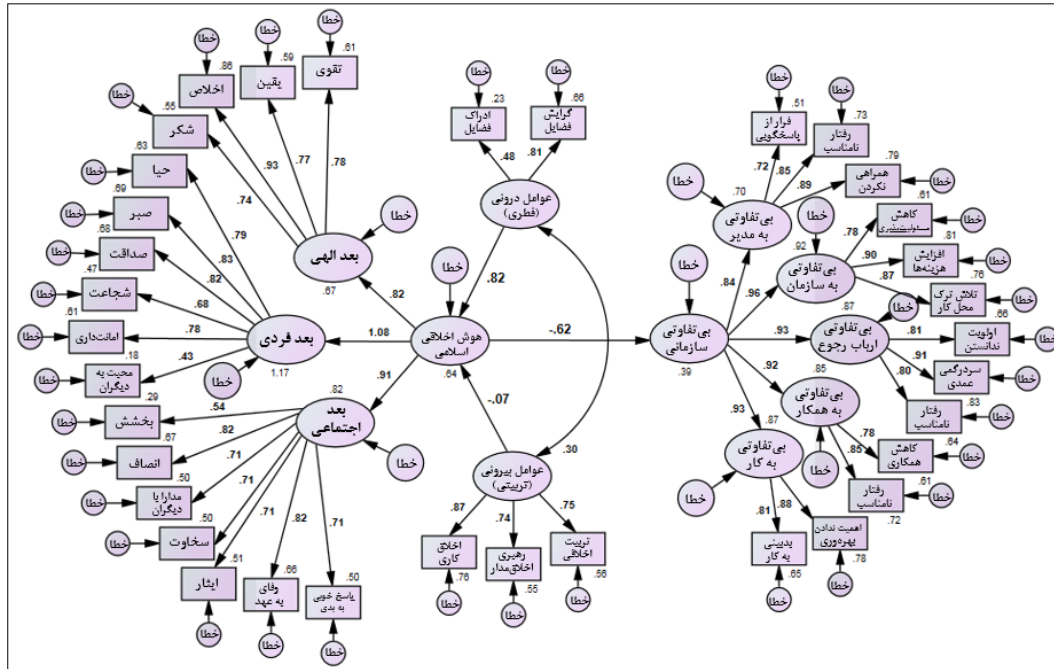 خطا
خطا
خطا
.86
.59
.61
اخلاص
یقین
تقوی
خطا
.55
شکر
خطا
.63
حیا
خطا
.69
صبر
خطا
.68
صداقت
خطا
.47
شجاعت
خطا
.61
امانت‌داری
خطا
.18
محبت به
دیگران
خطا
.74
.93
.77
.78
.79
.83
.82
.68
.78
.43
بعد الهی
.67
خطا
.82
بعد فردی
1.17
خطا
1.08
خطا
.29
بخشش
خطا
.67
انصاف
خطا
.50
مدارا با
دیگران
خطا
.50
سخاوت
خطا
.51
ایثار
خطا
.66
وفای
به عهد
خطا
.50
پاسخ خوبی
به بدی
خطا
.54
.82
.71
.71
.71
.82
.71
.82
بعد
اجتماعی
خطا
.91
خطا
خطا
.23
.66
ادراک
فضایل
گرایش
فضایل
.48
.81
عوامل درونی
(فطری)
.82
خطا
هوش اخلاقی
اسلامی
.64
-.62
-.07
.30
عوامل بیرونی
(تربیتی)
.87
.74
.75
اخلاق
کاری
رهبری
اخلاق‌مدار
تربیت
اخلاقی
.76
.55
.56
خطا
خطا
خطا
خطا
بی‌تفاوتی
سازمانی
.39
.84
.96
.93
.92
.93
خطا
خطا
.51
.73
فرار از
پاسخگویی
رفتار
نامناسب
.79
همراهی
نکردن
خطا
.72
.85
.89
خطا
.70
بی‌تفاوتی
به مدیر
خطا
.92
بی‌تفاوتی
به سازمان
.78
.90
.87
.61
کاهش
مسئولیت‌پذیری
خطا
.81
افزایش
هزینه‌ها
خطا
.76
تلاش ترک
محل کار
خطا
.87
خطا
بی‌تفاوتی
ارباب رجوع
.81
.91
.80
.66
اولویت
ندانستن
خطا
سردرگمی
عمدی
خطا
.83
رفتار
نامناسب
خطا
.85
بی‌تفاوتی
به همکار
خطا
.78
.85
.64
کاهش
همکاری
خطا
.61
رفتار
نامناسب
خطا
.72
.87
بی‌تفاوتی
به کار
خطا
.81
.88
بدبینی
به کار
.65
خطا
اهمیت ندادن
بهره‌وری
.78
خطا